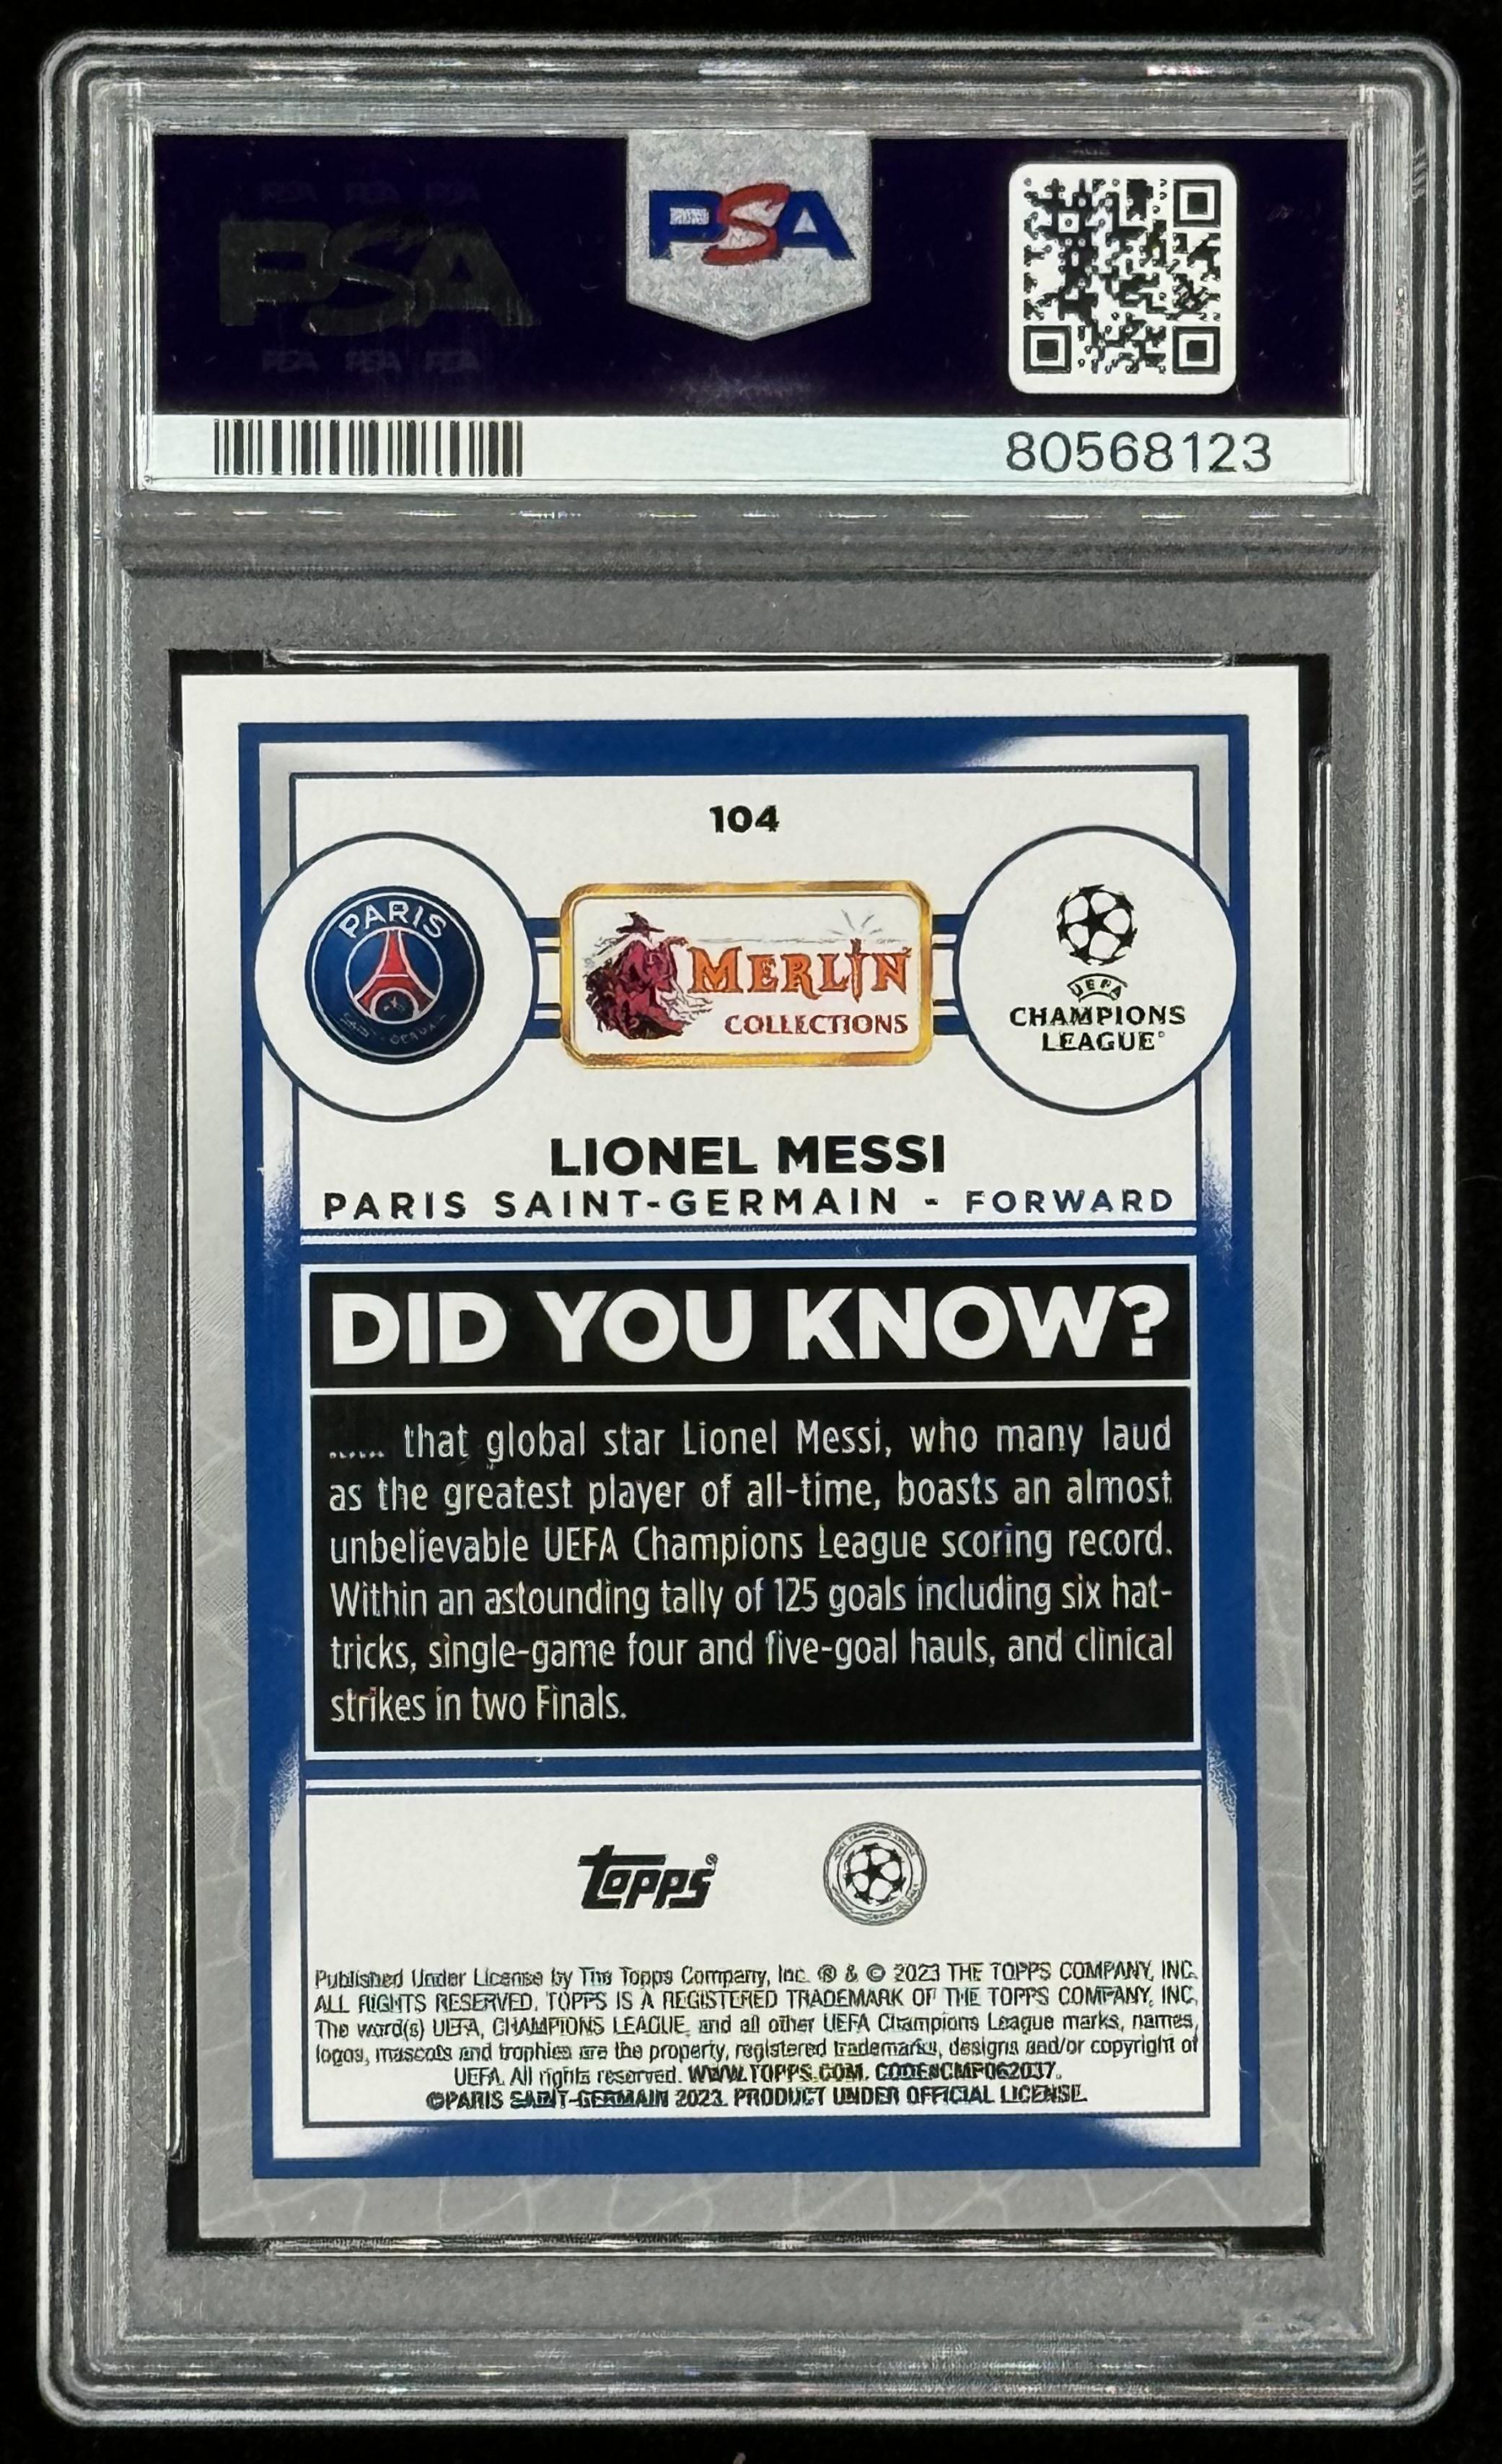 PSA
PSA
80568123
104
PARIS
MERLIN
COLLECTIONS
UEFA
CHAMPIONS
LEAGUE
LIONEL MESSI
PARIS SAINT-GERMAIN - FORWARD
DID YOU KNOW?
...... that global star Lionel Messi, who many laud
as the greatest player of all-time, boasts an almost
unbelievable UEFA Champions League scoring record.
Within an astounding tally of 125 goals including six hat-
tricks, single-game four and five-goal hauls, and clinical
strikes in two Finals.
topps®
Published Under License by The Topps Company, Inc. ® & © 2023 THE TOPPS COMPANY, INC.
ALL RIGHTS RESERVED. TOPPS IS A REGISTERED TRADEMARK OF THE TOPPS COMPANY, INC.
The word(s) UEFA, CHAMPIONS LEAGUE, and all other UEFA Champions League marks, names,
logos, mascots and trophies are the property, registered trademarks, designs and/or copyright of
UEFA. All rights reserved. WWW.TOPPS.COM. CODE#CMP062037.
©PARIS SAINT-GERMAIN 2023. PRODUCT UNDER OFFICIAL LICENSE.